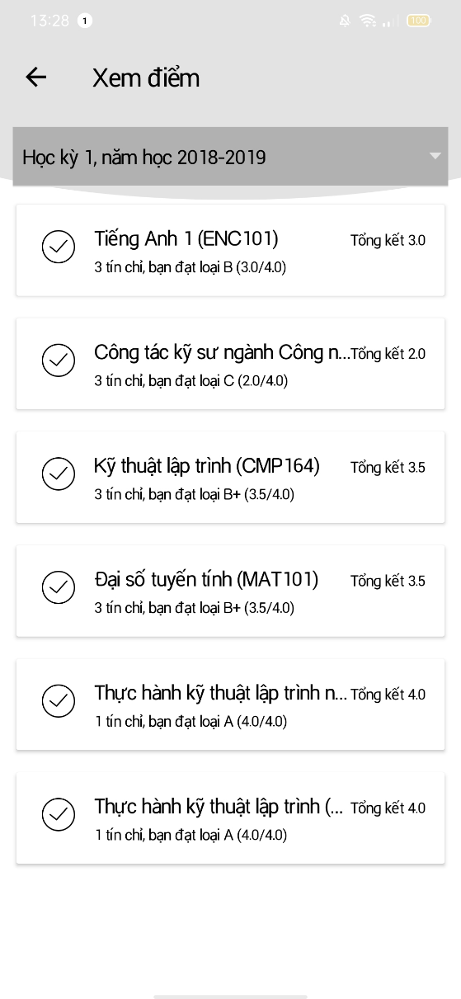 13:28 1 100
Xem điểm
Học kỳ 1, năm học 2018-2019
Tiếng Anh 1 (ENC101) Tổng kết 3.0
3 tín chỉ, bạn đạt loại B (3.0/4.0)
Công tác kỹ sư ngành Công n... Tổng kết 2.0
3 tín chỉ, bạn đạt loại C (2.0/4.0)
Kỹ thuật lập trình (CMP164) Tổng kết 3.5
3 tín chỉ, bạn đạt loại B+ (3.5/4.0)
Đại số tuyến tính (MAT101) Tổng kết 3.5
3 tín chỉ, bạn đạt loại B+ (3.5/4.0)
Thực hành kỹ thuật lập trình n... Tổng kết 4.0
1 tín chỉ, bạn đạt loại A (4.0/4.0)
Thực hành kỹ thuật lập trình (... Tổng kết 4.0
1 tín chỉ, bạn đạt loại A (4.0/4.0)